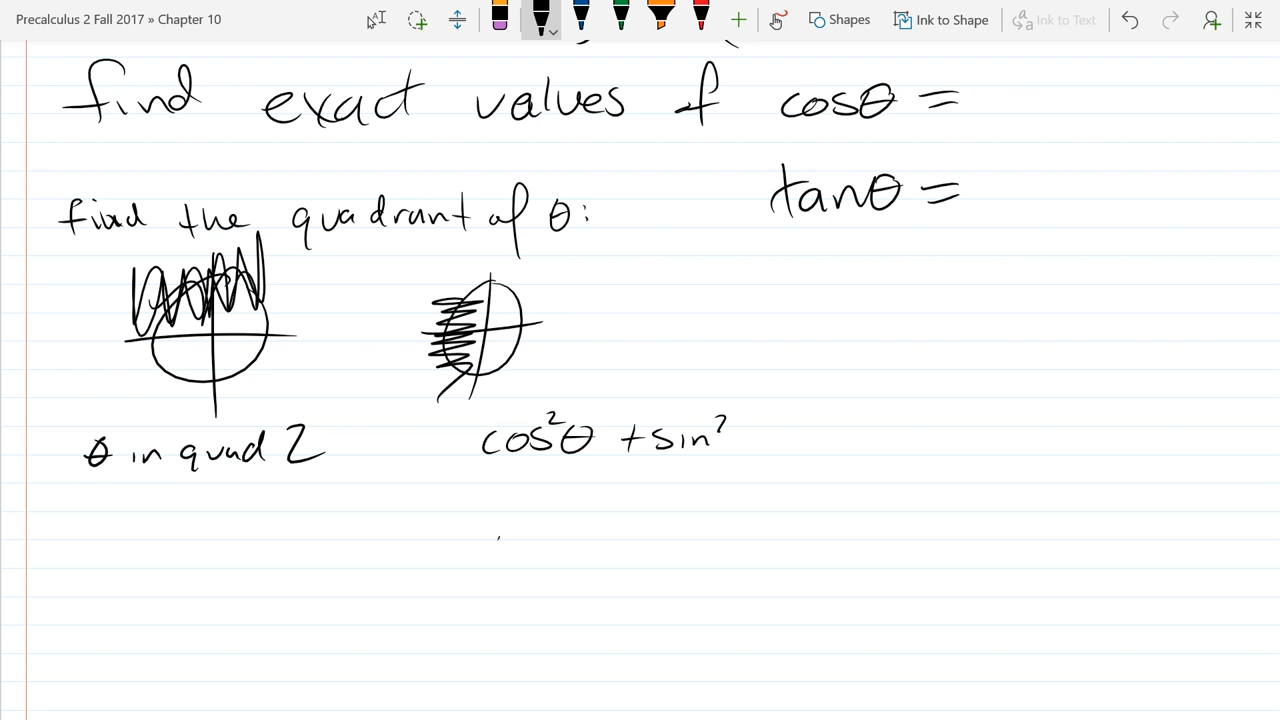 Precalculus 2 Fall 2017 » Chapter 10
Shapes
Ink to Shape
Ink to Text
find exact values of cosθ =
tanθ =
find the quadrant of θ:
θ in quad 2
cos²θ + sin²